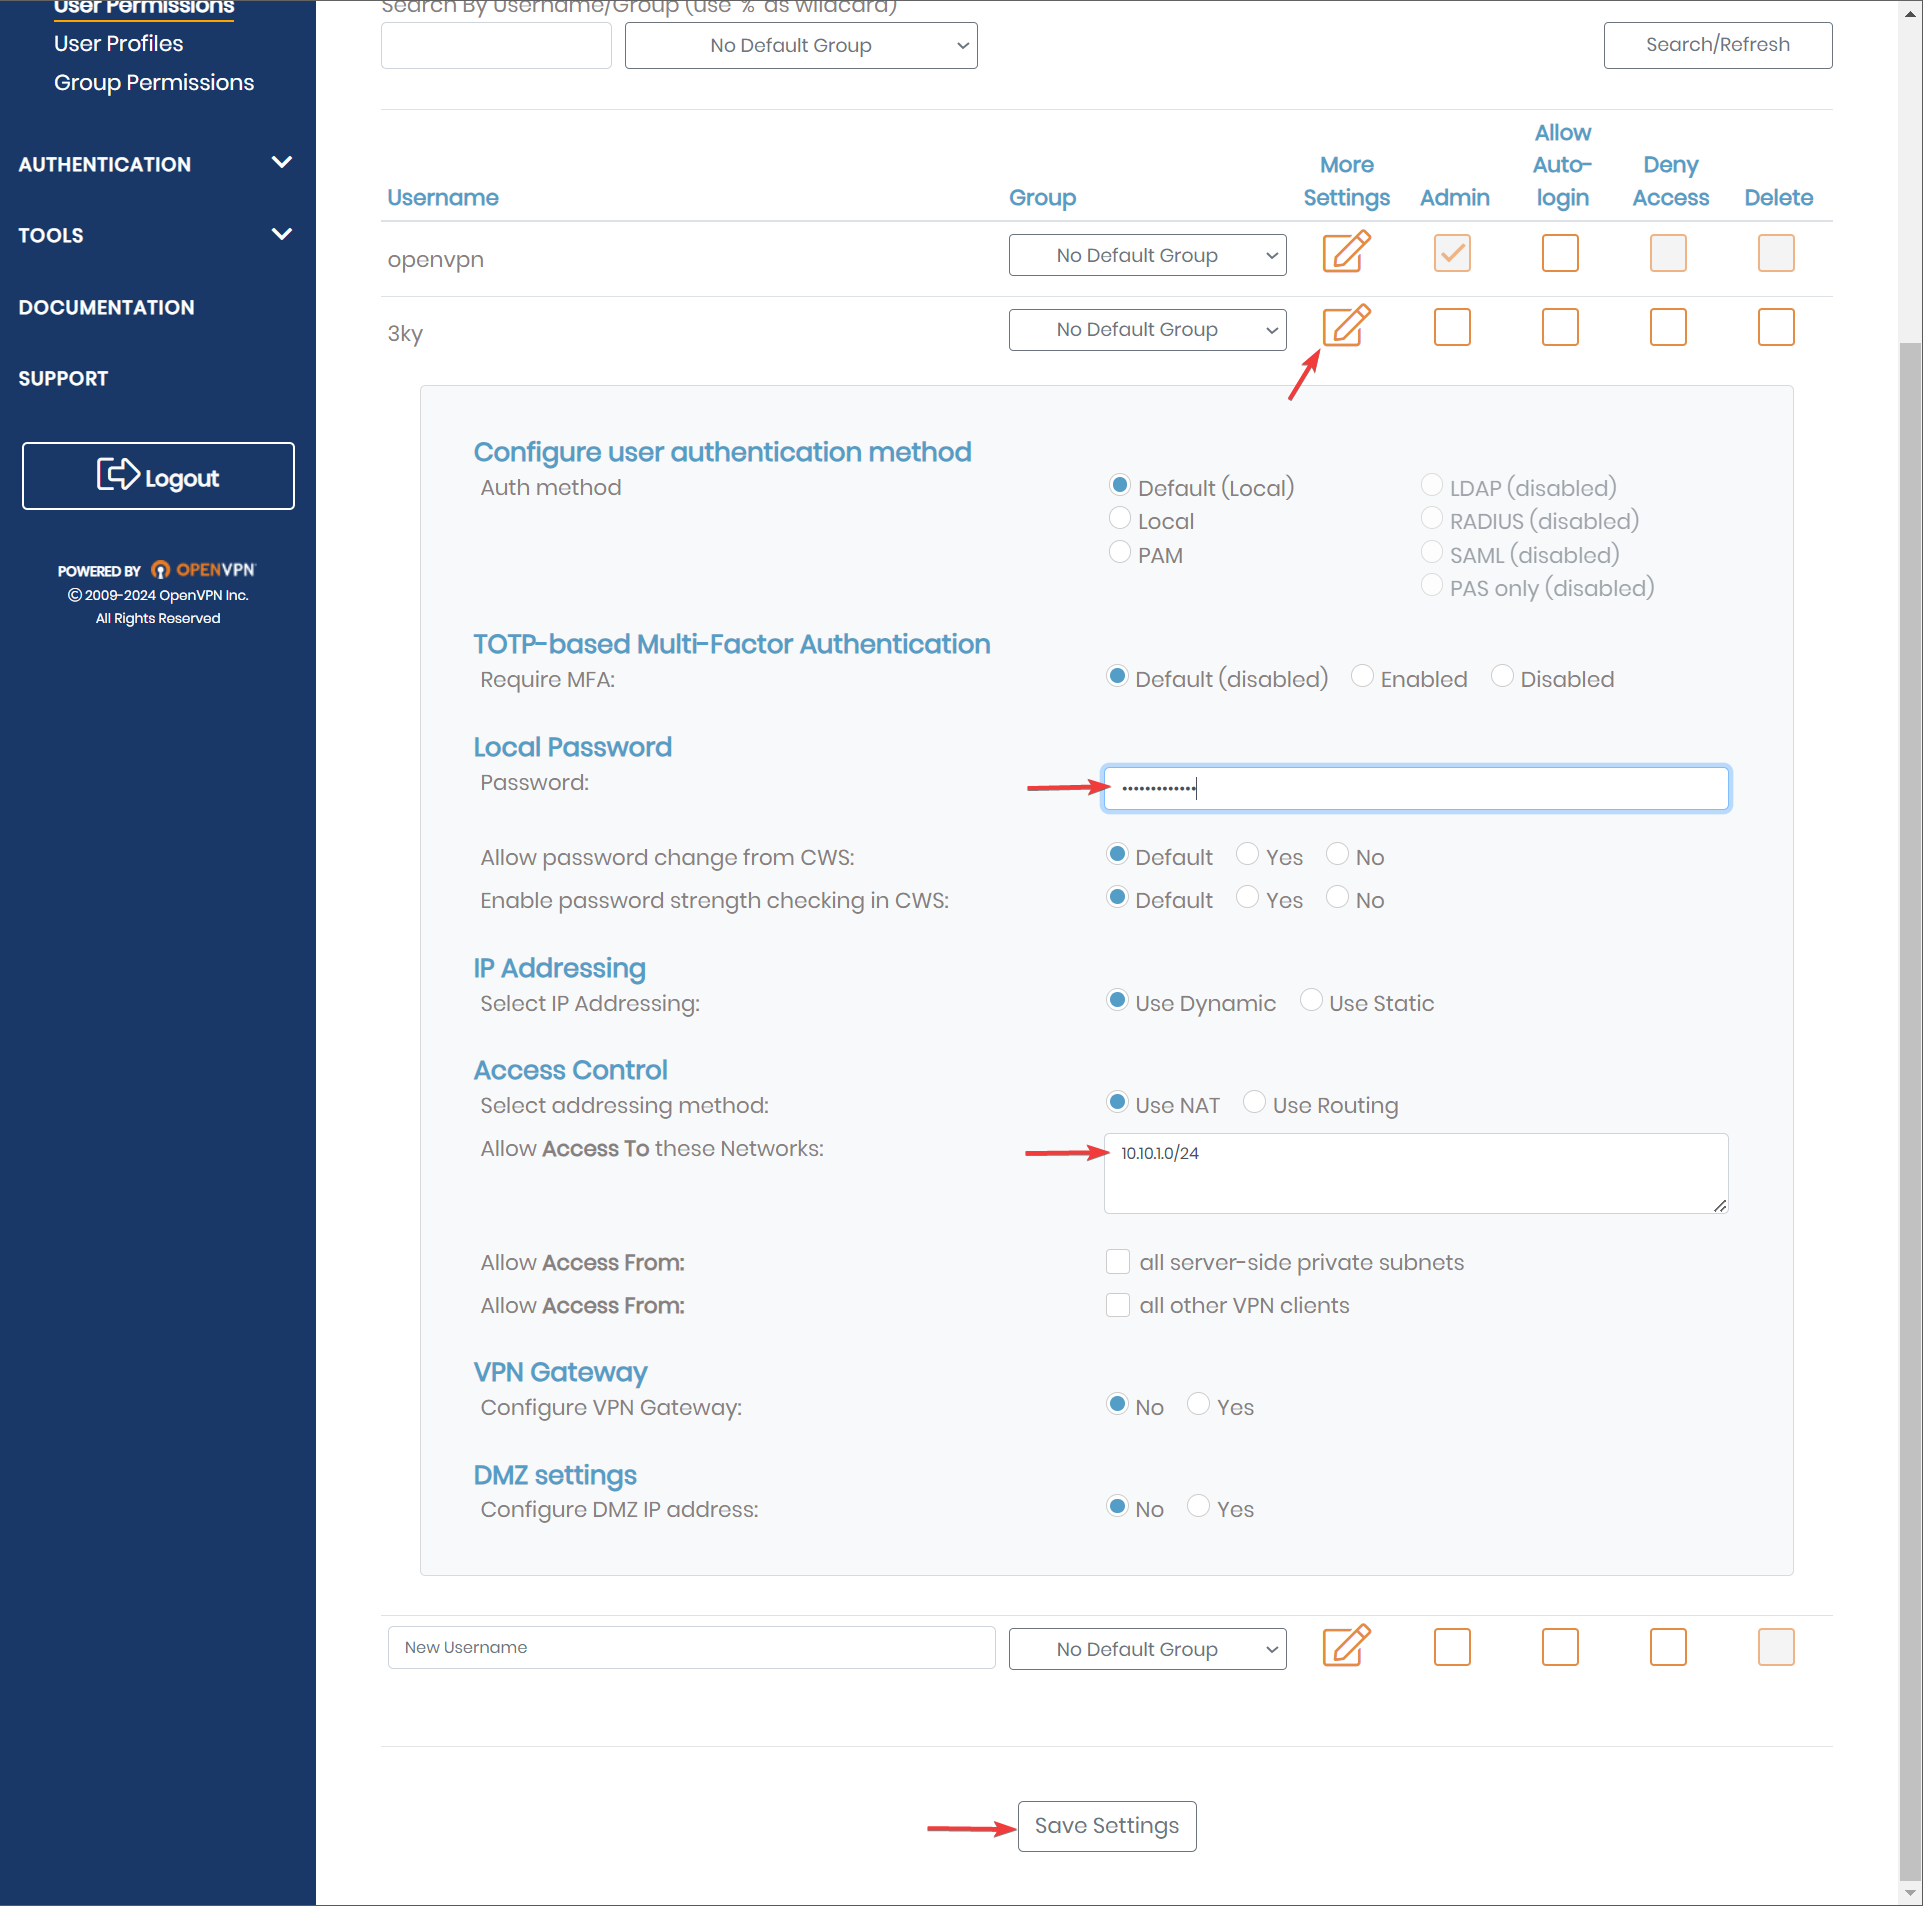 User Permissions
User Profiles
Group Permissions
AUTHENTICATION
TOOLS
DOCUMENTATION
SUPPORT
Logout
POWERED BY OPENVPN
© 2009-2024 OpenVPN Inc.
All Rights Reserved
Search By Username/Group (use '%' as wildcard)
No Default Group
Search/Refresh
Username
Group
More Settings
Admin
Allow Auto-login
Deny Access
Delete
openvpn
No Default Group
3ky
No Default Group
Configure user authentication method
Auth method
Default (Local)
LDAP (disabled)
Local
RADIUS (disabled)
PAM
SAML (disabled)
PAS only (disabled)
TOTP-based Multi-Factor Authentication
Require MFA:
Default (disabled) Enabled Disabled
Local Password
Password:
•••••••••••••
Allow password change from CWS:
Default Yes No
Enable password strength checking in CWS:
Default Yes No
IP Addressing
Select IP Addressing:
Use Dynamic Use Static
Access Control
Select addressing method:
Use NAT Use Routing
Allow Access To these Networks:
10.10.1.0/24
Allow Access From:
all server-side private subnets
Allow Access From:
all other VPN clients
VPN Gateway
Configure VPN Gateway:
No Yes
DMZ settings
Configure DMZ IP address:
No Yes
New Username
No Default Group
Save Settings